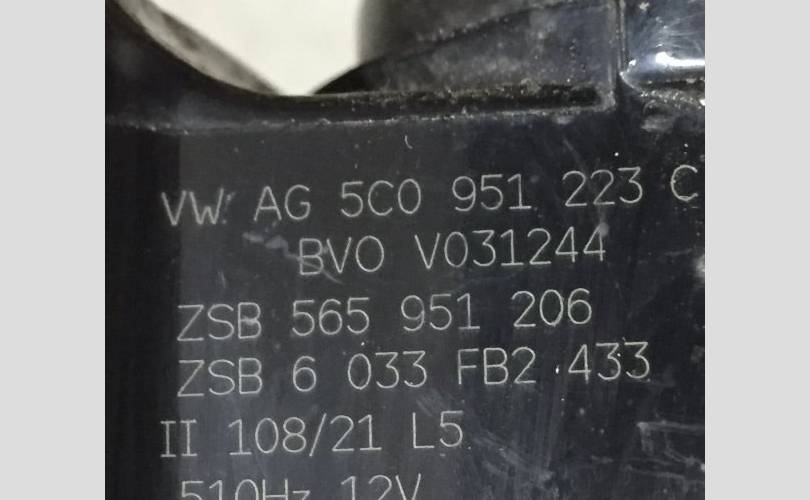 VW AG 5C0 951 223 C
BVO V031244
ZSB 565 951 206
ZSB 6 033 FB2 433
II 108/21 L5
510Hz 12V